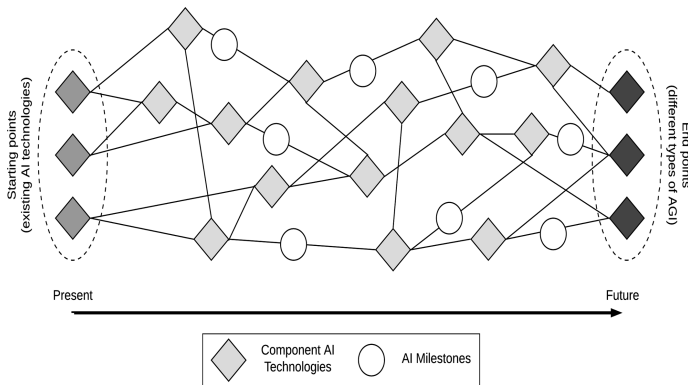 Starting points
(existing AI technologies)
End points
(different types of AGI)
Present
Future
Component AI
Technologies
AI Milestones